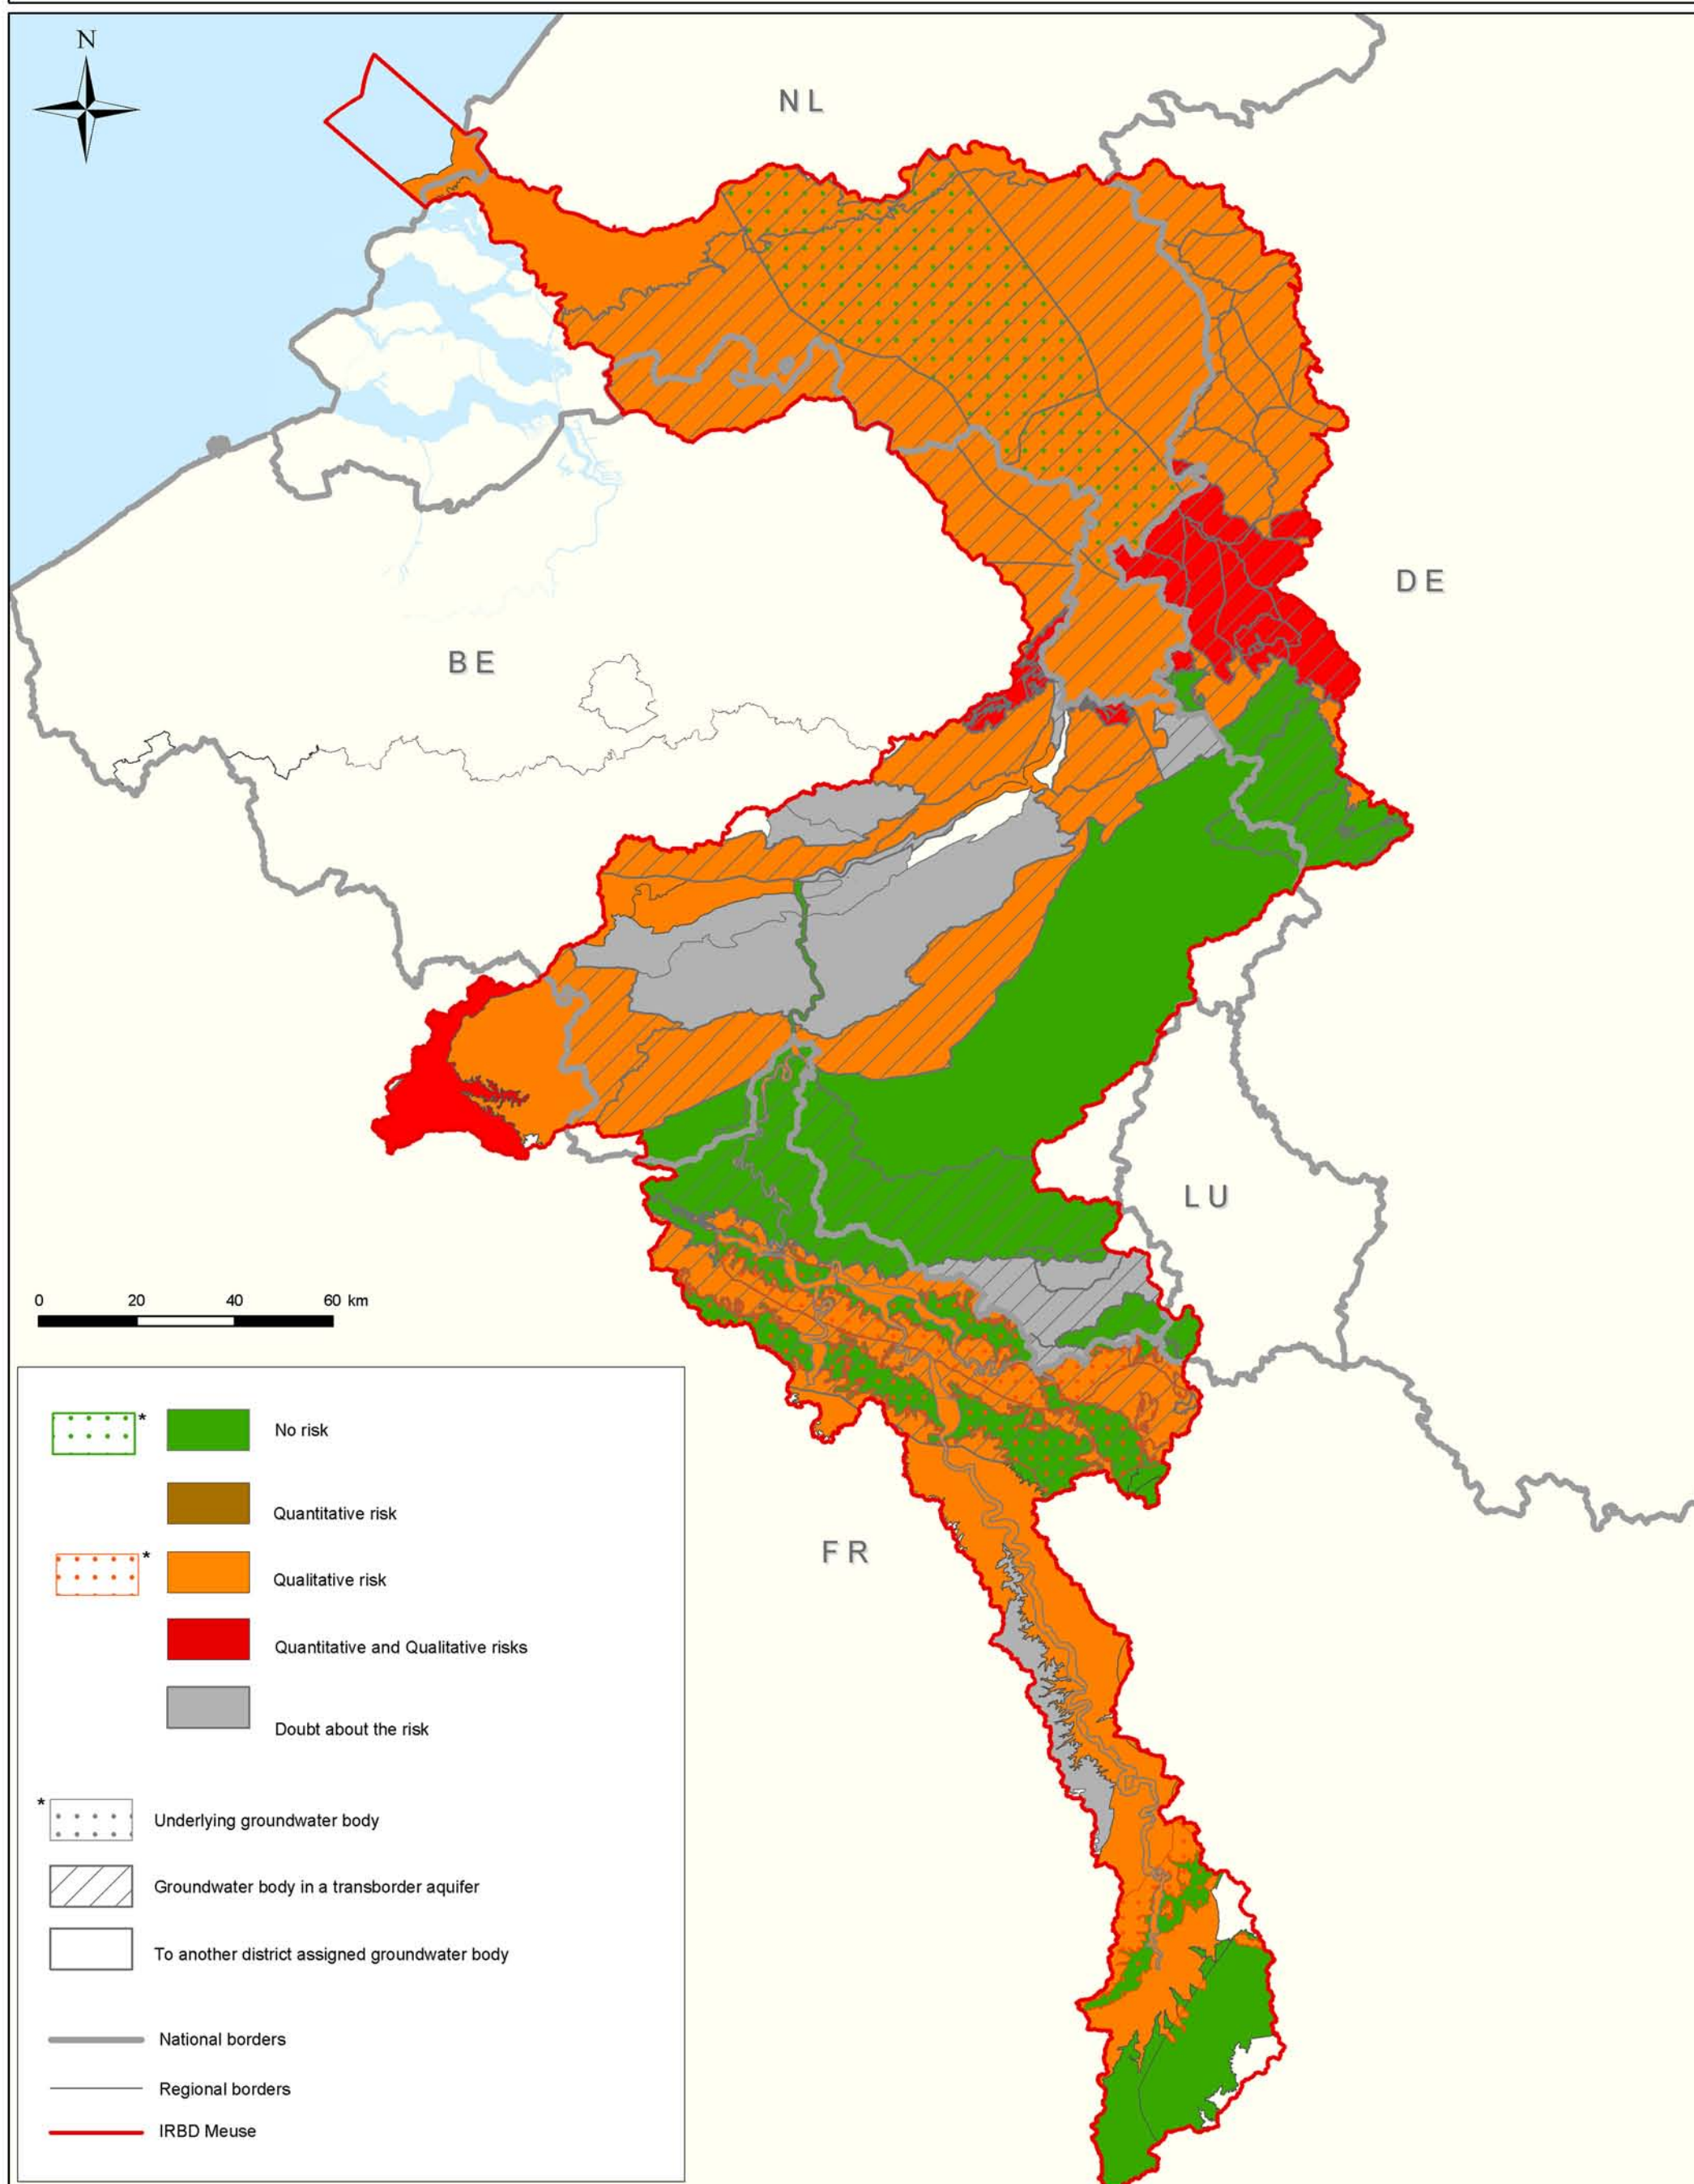 N
NL
DE
BE
LU
0 20 40 60 km
FR
* No risk
Quantitative risk
* Qualitative risk
Quantitative and Qualitative risks
Doubt about the risk
* Underlying groundwater body
Groundwater body in a transborder aquifer
To another district assigned groundwater body
National borders
Regional borders
IRBD Meuse